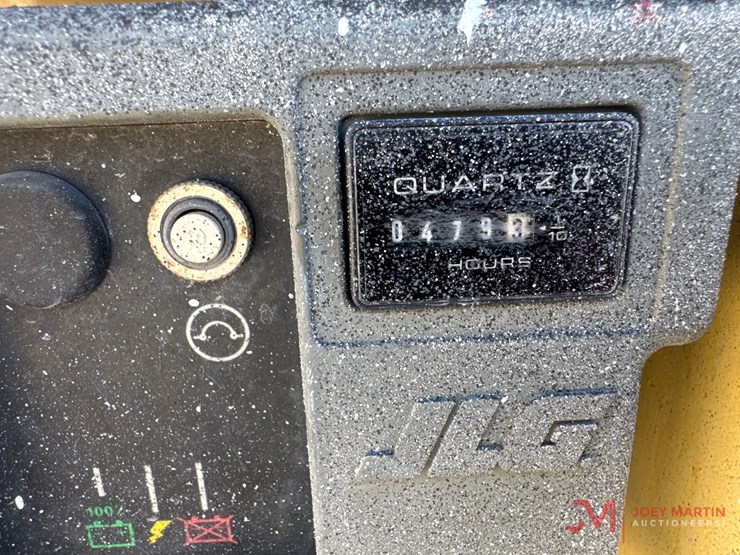 QUARTZ
0479 1/10
HOURS
JLG
100%
JOEY MARTIN
AUCTIONEERS